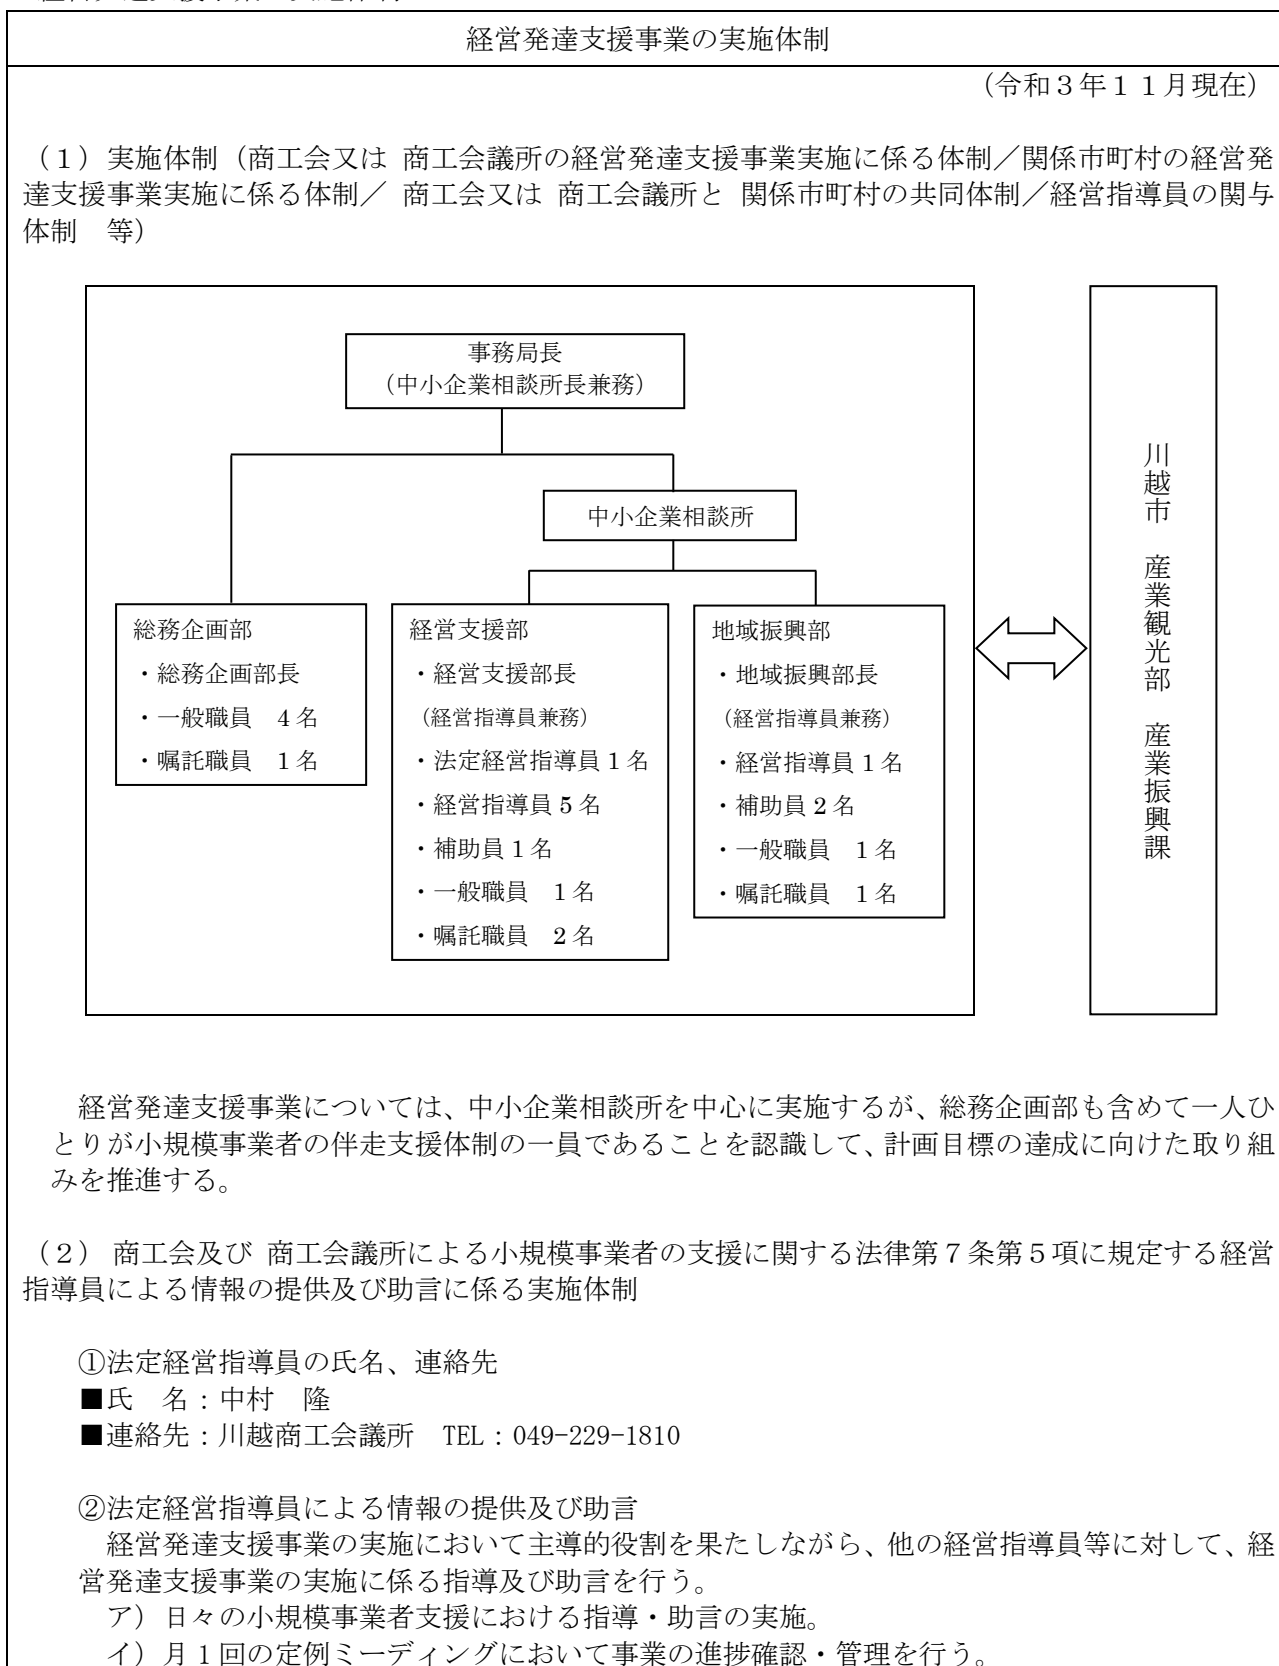 経営発達支援事業の実施体制
（令和３年１１月現在）
（１）実施体制（商工会又は 商工会議所の経営発達支援事業実施に係る体制／関係市町村の経営発
達支援事業実施に係る体制／ 商工会又は 商工会議所と 関係市町村の共同体制／経営指導員の関与
体制　等）
事務局長
（中小企業相談所長兼務）
中小企業相談所
総務企画部
・総務企画部長
・一般職員　4 名
・嘱託職員　１名
経営支援部
・経営支援部長
（経営指導員兼務）
・法定経営指導員１名
・経営指導員 5 名
・補助員１名
・一般職員　１名
・嘱託職員　2 名
地域振興部
・地域振興部長
（経営指導員兼務）
・経営指導員１名
・補助員 2 名
・一般職員　１名
・嘱託職員　１名
川越市　産業観光部　産業振興課
経営発達支援事業については、中小企業相談所を中心に実施するが、総務企画部も含めて一人ひ
とりが小規模事業者の伴走支援体制の一員であることを認識して、計画目標の達成に向けた取り組
みを推進する。
（２） 商工会及び 商工会議所による小規模事業者の支援に関する法律第７条第５項に規定する経営
指導員による情報の提供及び助言に係る実施体制
①法定経営指導員の氏名、連絡先
■氏　名：中村　隆
■連絡先：川越商工会議所　TEL：049-229-1810
②法定経営指導員による情報の提供及び助言
経営発達支援事業の実施において主導的役割を果たしながら、他の経営指導員等に対して、経
営発達支援事業の実施に係る指導及び助言を行う。
ア）日々の小規模事業者支援における指導・助言の実施。
イ）月１回の定例ミーティングにおいて事業の進捗確認・管理を行う。